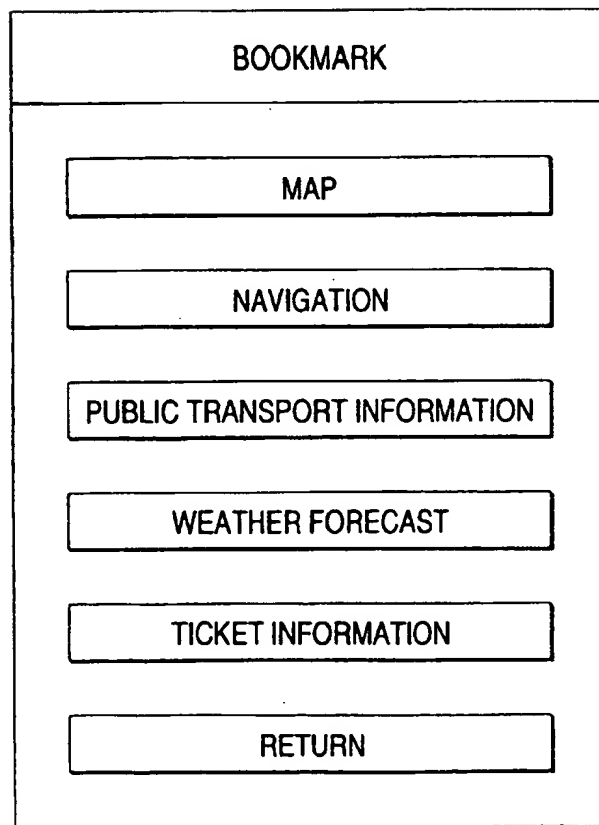 BOOKMARK
MAP
NAVIGATION
PUBLIC TRANSPORT INFORMATION
WEATHER FORECAST
TICKET INFORMATION
RETURN